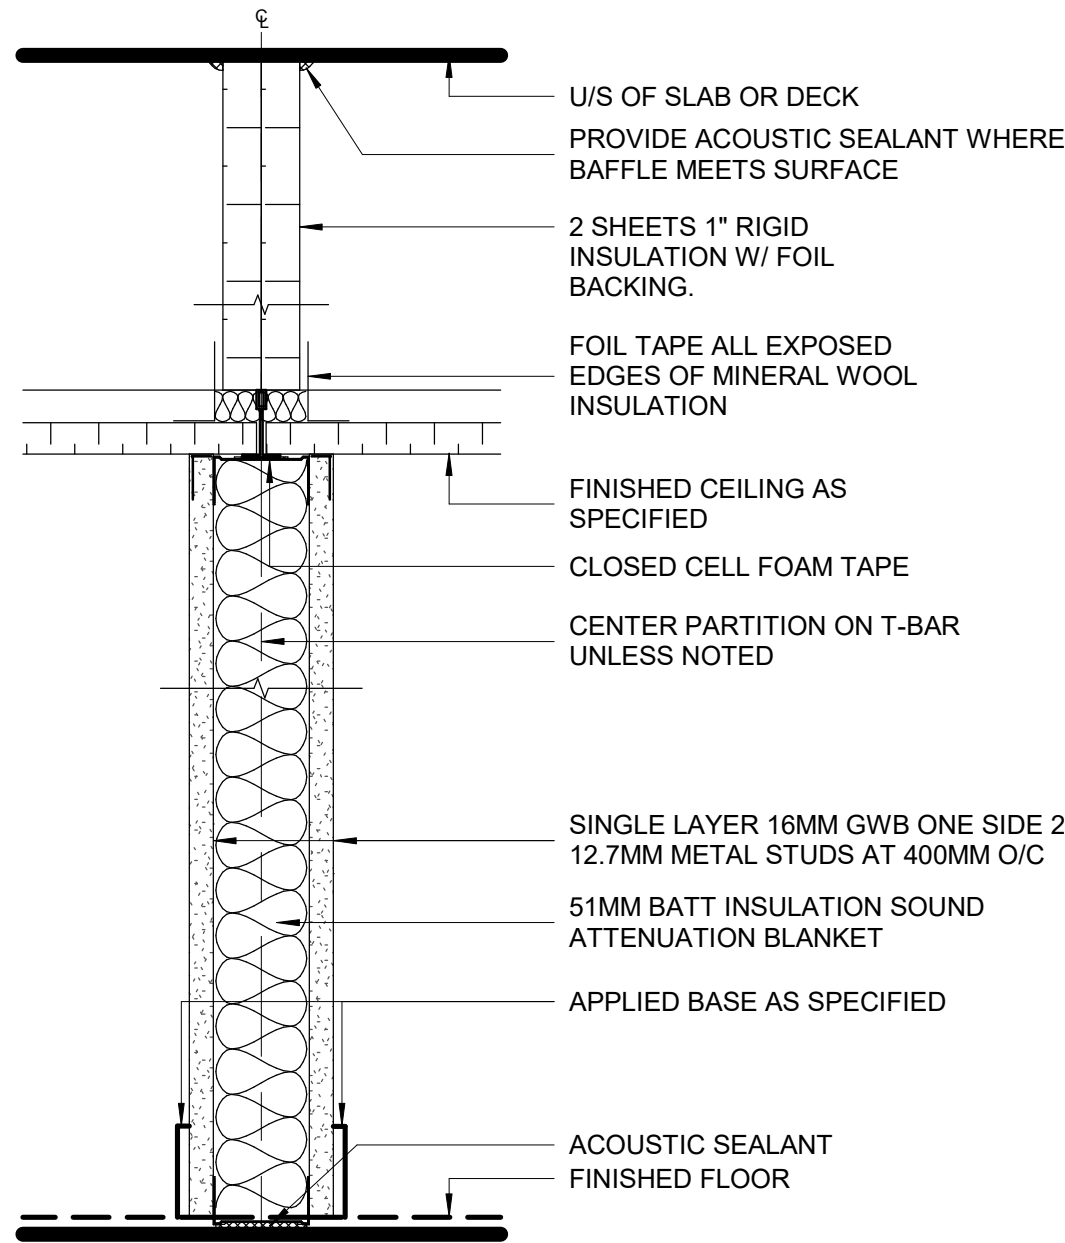 ℄
U/S OF SLAB OR DECK
PROVIDE ACOUSTIC SEALANT WHERE
BAFFLE MEETS SURFACE
2 SHEETS 1" RIGID
INSULATION W/ FOIL
BACKING.
FOIL TAPE ALL EXPOSED
EDGES OF MINERAL WOOL
INSULATION
FINISHED CEILING AS
SPECIFIED
CLOSED CELL FOAM TAPE
CENTER PARTITION ON T-BAR
UNLESS NOTED
SINGLE LAYER 16MM GWB ONE SIDE 2
12.7MM METAL STUDS AT 400MM O/C
51MM BATT INSULATION SOUND
ATTENUATION BLANKET
APPLIED BASE AS SPECIFIED
ACOUSTIC SEALANT
FINISHED FLOOR